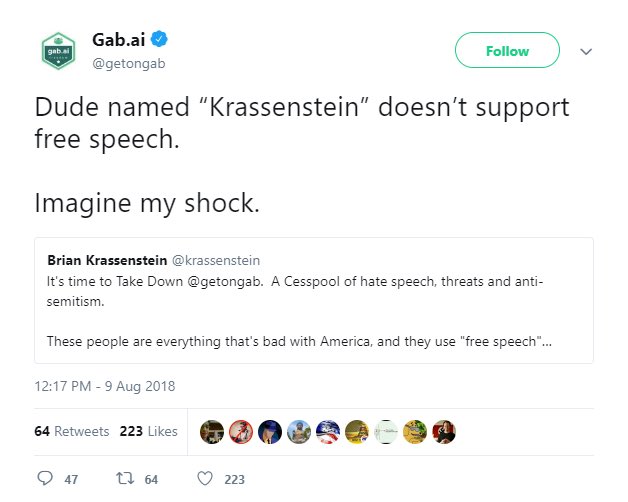 Gab.ai
@getongab
Follow
gab.ai
Dude named “Krassenstein” doesn’t support
free speech.
Imagine my shock.
Brian Krassenstein @krassenstein
It's time to Take Down @getongab.  A Cesspool of hate speech, threats and anti-
semitism.
These people are everything that's bad with America, and they use "free speech"...
12:17 PM - 9 Aug 2018
64 Retweets 223 Likes
47 64 223